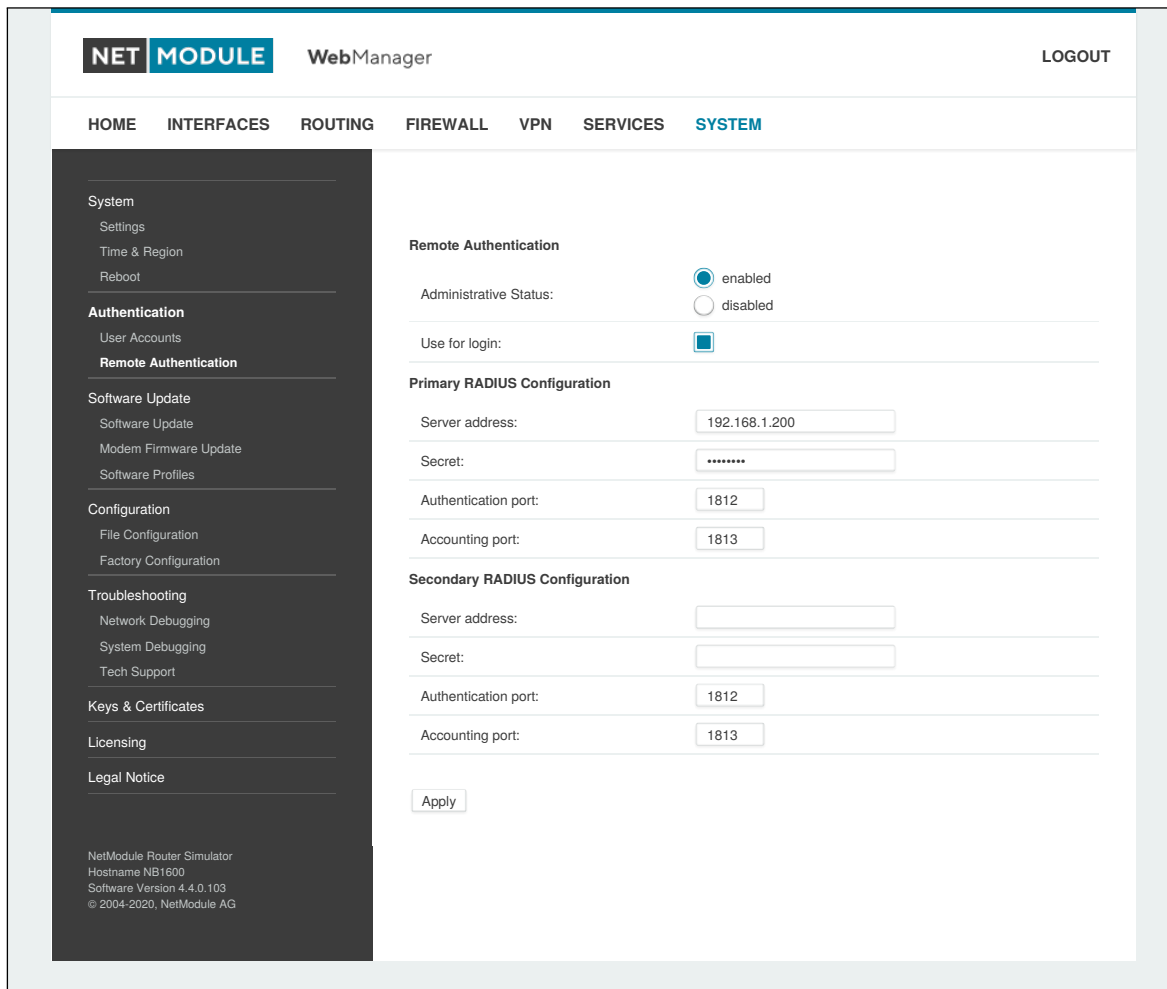 NET MODULE WebManager LOGOUT
HOME INTERFACES ROUTING FIREWALL VPN SERVICES SYSTEM
System
Settings
Time & Region
Reboot
Authentication
User Accounts
Remote Authentication
Software Update
Software Update
Modem Firmware Update
Software Profiles
Configuration
File Configuration
Factory Configuration
Troubleshooting
Network Debugging
System Debugging
Tech Support
Keys & Certificates
Licensing
Legal Notice
NetModule Router Simulator
Hostname NB1600
Software Version 4.4.0.103
© 2004-2020, NetModule AG
Remote Authentication
Administrative Status: enabled
disabled
Use for login:
Primary RADIUS Configuration
Server address: 192.168.1.200
Secret: ••••••••
Authentication port: 1812
Accounting port: 1813
Secondary RADIUS Configuration
Server address:
Secret:
Authentication port: 1812
Accounting port: 1813
Apply